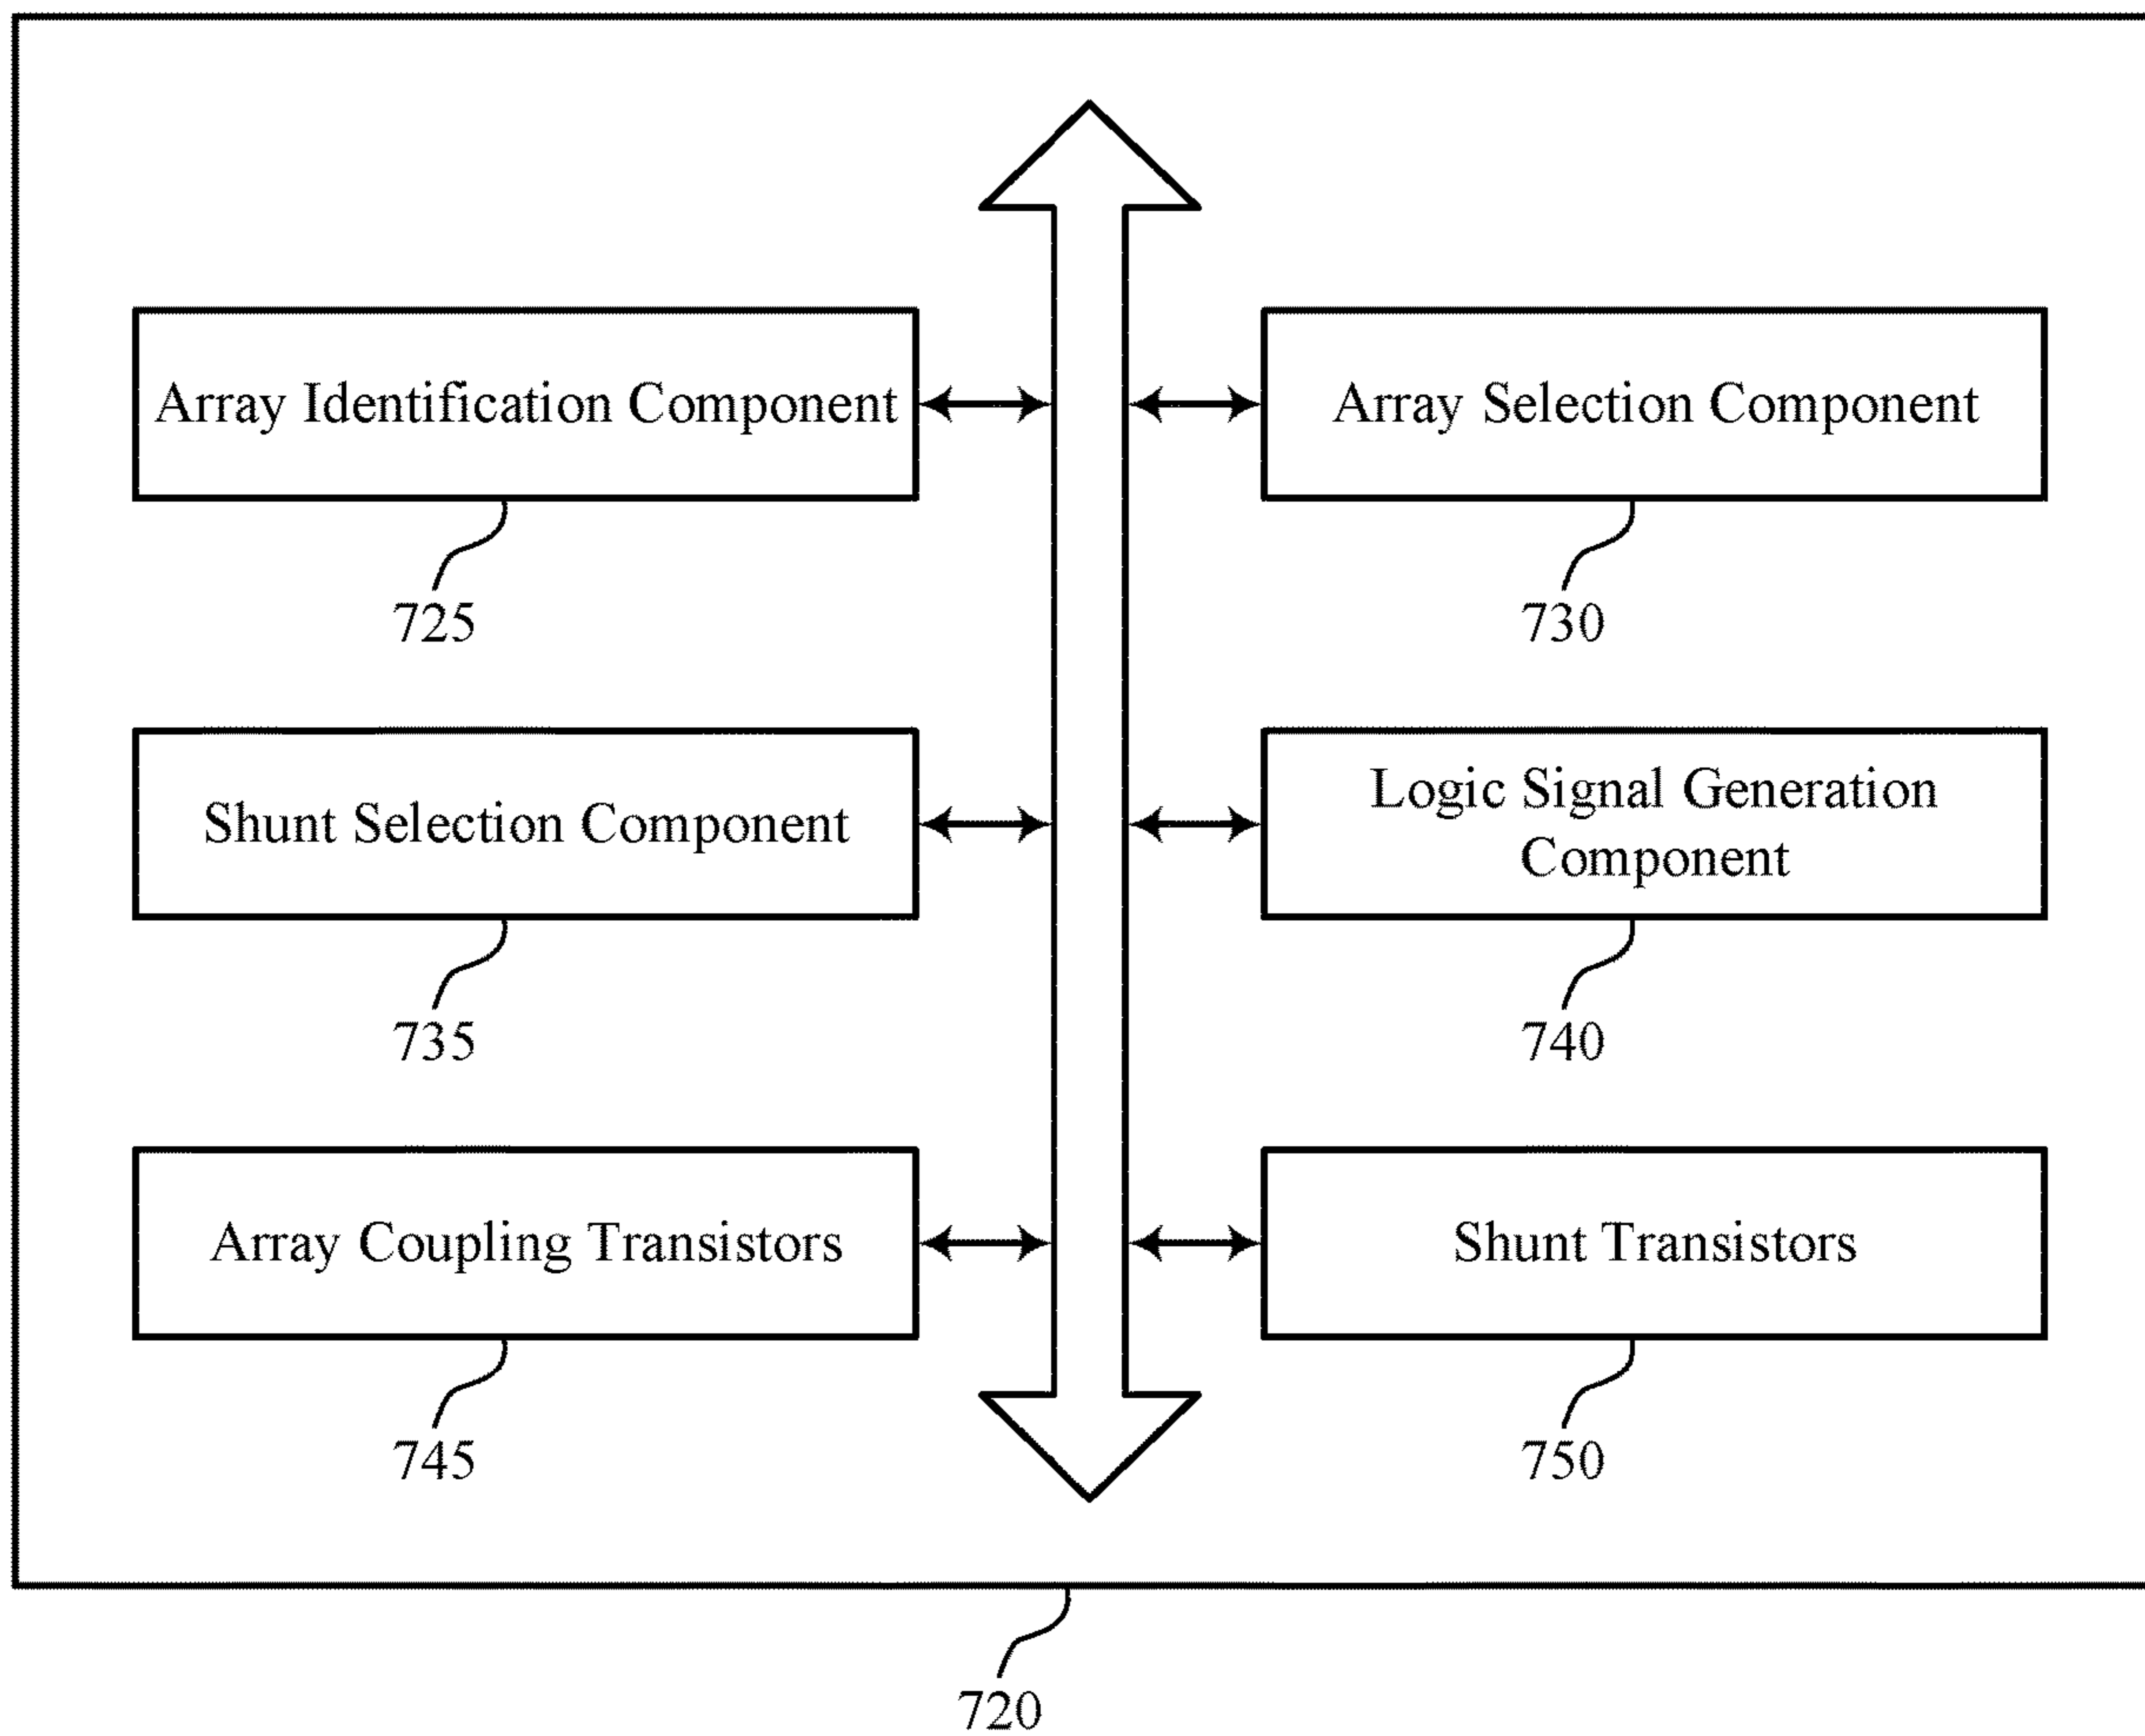 Array Identification Component
Array Selection Component
725
730
Shunt Selection Component
Logic Signal Generation
Component
735
740
Array Coupling Transistors
Shunt Transistors
745
750
720